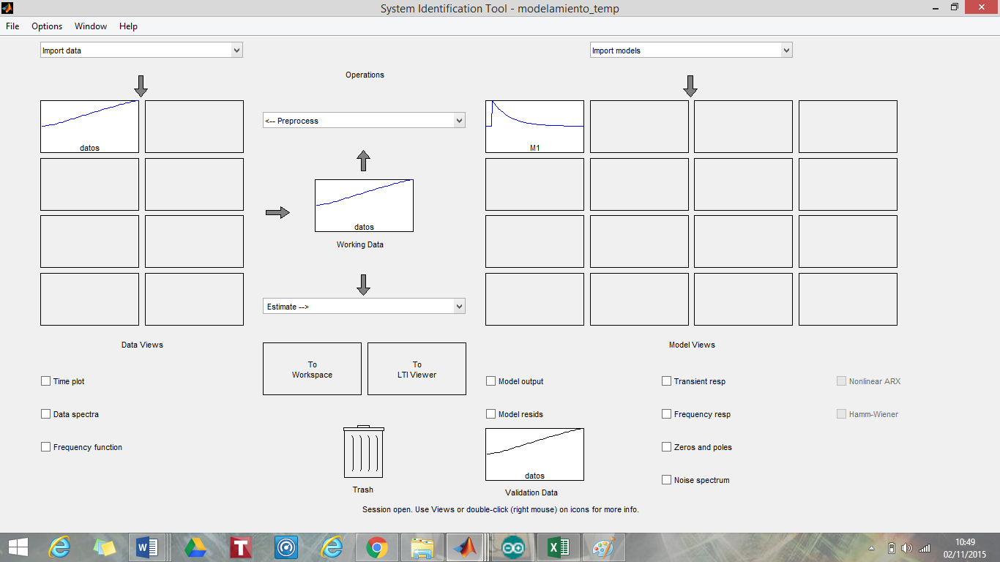 System Identification Tool - modelamiento_temp
File Options Window Help
Import data
Import models
Operations
datos
<-- Preprocess
M1
datos
Working Data
Estimate -->
Data Views
Model Views
To
Workspace
To
LTI Viewer
Time plot
Model output
Transient resp
Nonlinear ARX
Data spectra
Model resids
Frequency resp
Hamm-Wiener
Frequency function
Zeros and poles
datos
Noise spectrum
Trash
Validation Data
Session open. Use Views or double-click (right mouse) on icons for more info.
10:49
02/11/2015